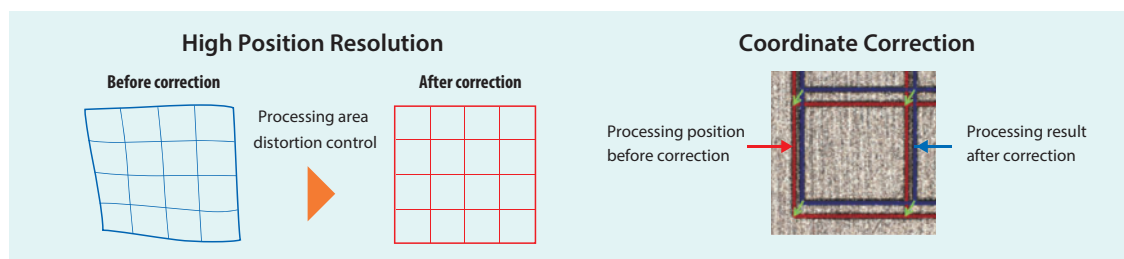 High Position Resolution
Before correction
After correction
Processing area
distortion control
Coordinate Correction
Processing position
before correction
Processing result
after correction